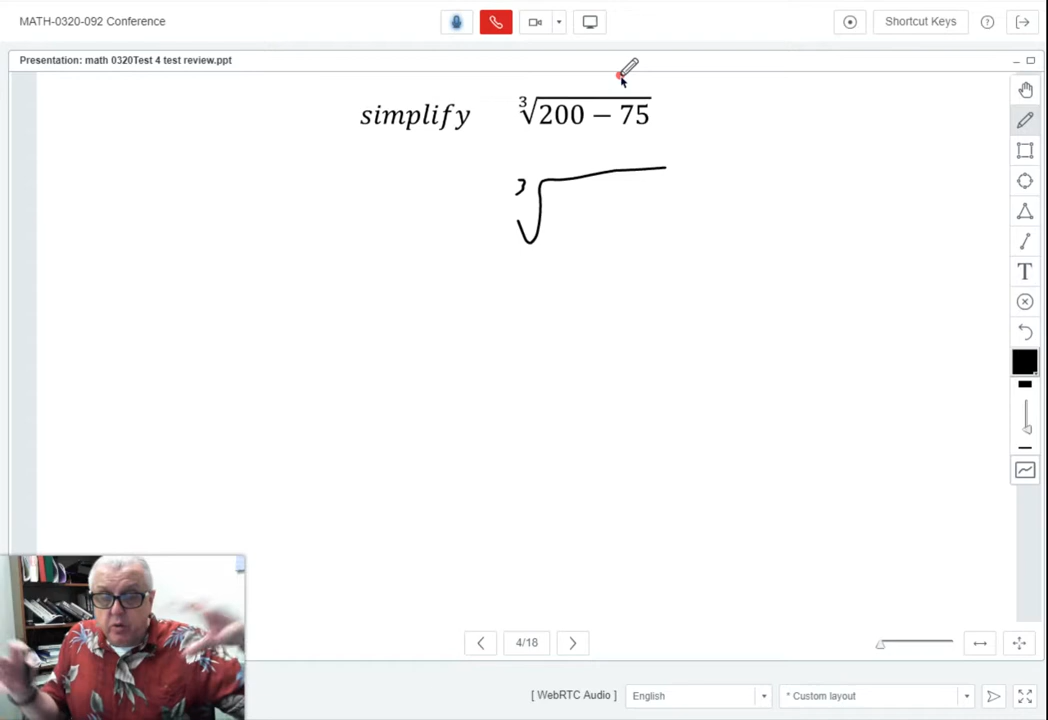 MATH-0320-092 Conference
Shortcut Keys
Presentation: math 0320Test 4 test review.ppt
simplify ∛(200 − 75)
3√
4/18
[ WebRTC Audio ]
English
* Custom layout